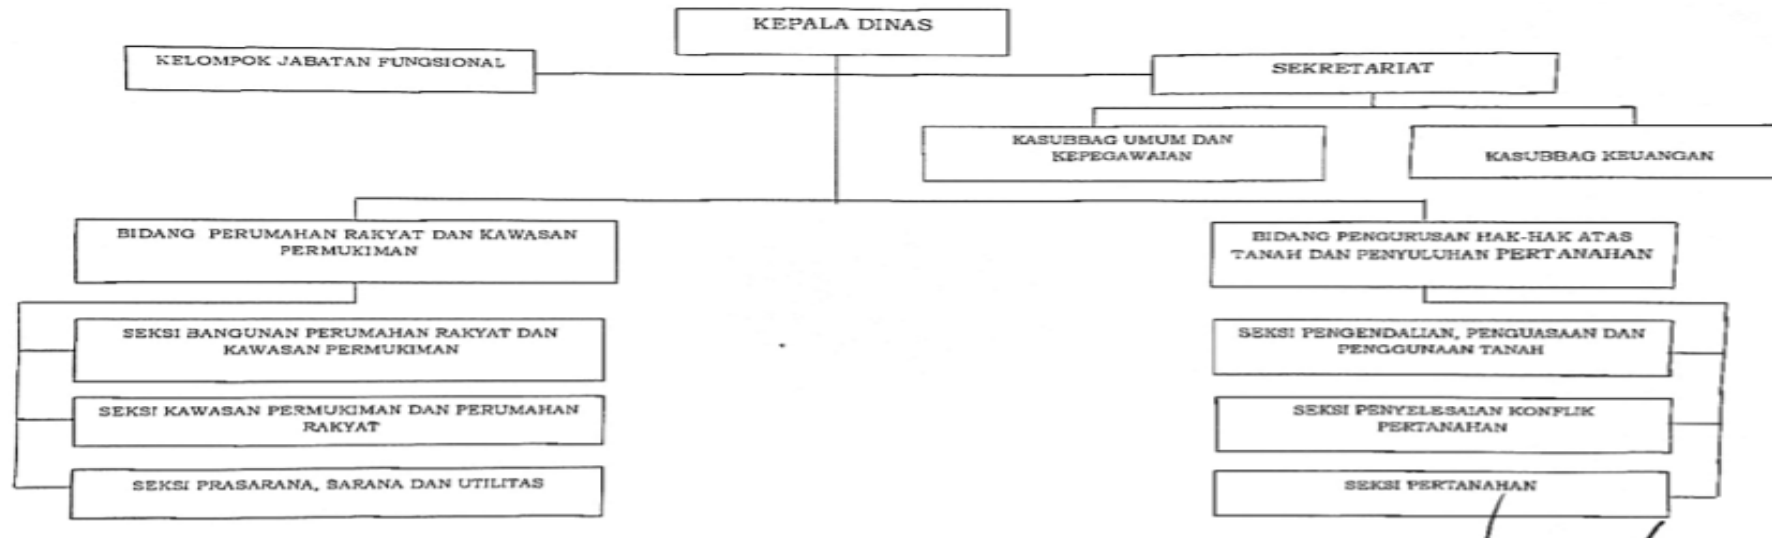 KEPALA DINAS
KELOMPOK JABATAN FUNGSIONAL
SEKRETARIAT
KASUBBAG UMUM DAN
KEPEGAWAIAN
KASUBBAG KEUANGAN
BIDANG PERUMAHAN RAKYAT DAN KAWASAN
PERMUKIMAN
BIDANG PENGURUSAN HAK-HAK ATAS
TANAH DAN PENYULUHAN PERTANAHAN
SEKSI BANGUNAN PERUMAHAN RAKYAT DAN
KAWASAN PERMUKIMAN
SEKSI KAWASAN PERMUKIMAN DAN PERUMAHAN
RAKYAT
SEKSI PRASARANA, SARANA DAN UTILITAS
SEKSI PENGENDALIAN, PENGUASAAN DAN
PENGGUNAAN TANAH
SEKSI PENYELESAIAN KONFLIK
PERTANAHAN
SEKSI PERTANAHAN